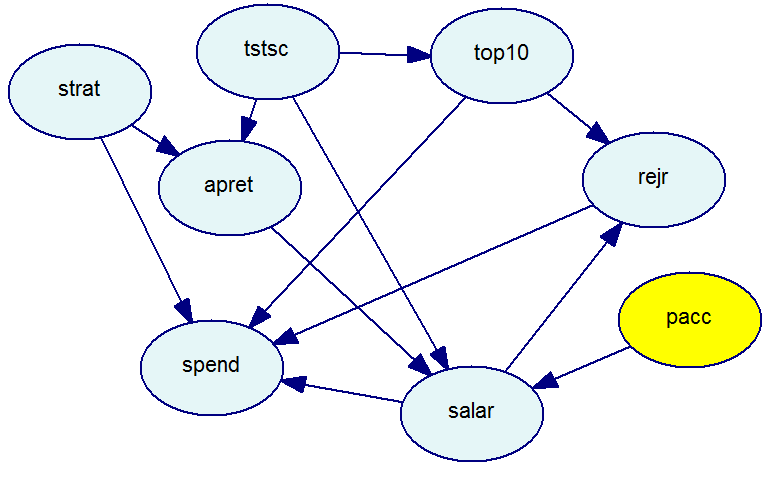 tstsc
top10
strat
rejr
apret
pacc
spend
salar